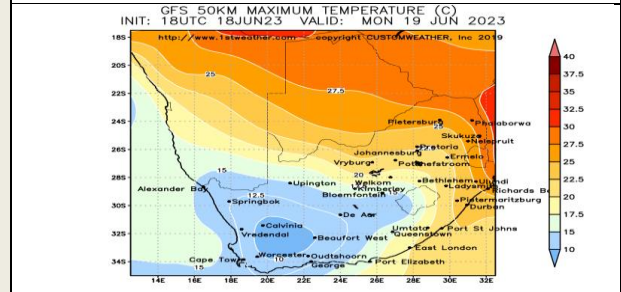 GFS 50KM MAXIMUM TEMPERATURE (C)
INIT: 18UTC 18JUN23 VALID: MON 19 JUN 2023
http://www.1stweather.com copyright CUSTOMWEATHER, Inc 2019
18S
20S
22S
24S
26S
28S
30S
32S
34S
25
27.5
Pietersburg
Phalaborwa
25
Skukuza
Nelspruit
Pretoria
Johannesburg
Ermelo
Vryburg
Potchefstroom
15
20
Welkom
Bethlehem
Ulundi
Alexander Bay
12.5
Upington
Kimberley
Ladysmith
Richards B
Springbok
Bloemfontein
Pietermaritzburg
Durban
De Aar
Calvinia
Vredendal
Beaufort West
Umtata
Queenstown
Port St Johns
East London
Cape Town
Worcester
10
Oudtshoorn
15
George
Port Elizabeth
14E 16E 18E 20E 22E 24E 26E 28E 30E 32E
40
37.5
35
32.5
30
27.5
25
22.5
20
17.5
15
10